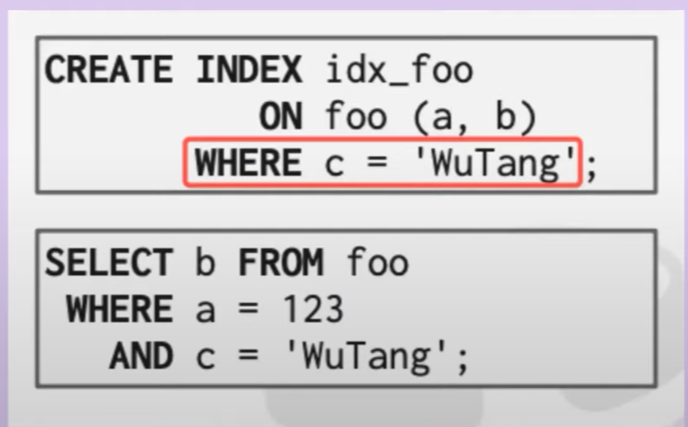 CREATE INDEX idx_foo
ON foo (a, b)
WHERE c = 'WuTang';
SELECT b FROM foo
WHERE a = 123
AND c = 'WuTang';